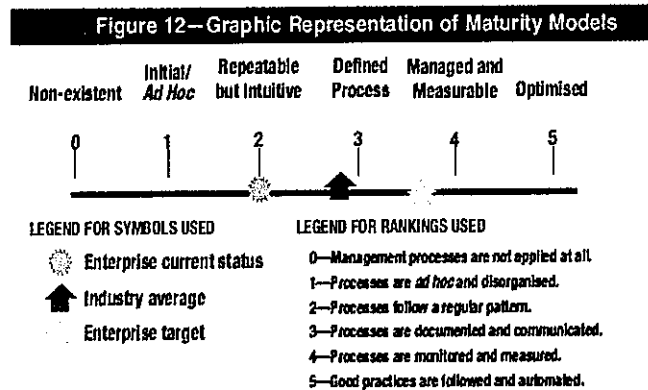 Figure 12—Graphic Representation of Maturity Models
Non-existent
Initial/
Ad Hoc
Repeatable
but Intuitive
Defined
Process
Managed and
Measurable
Optimised
0 1 2 3 4 5
LEGEND FOR SYMBOLS USED
Enterprise current status
Industry average
Enterprise target
LEGEND FOR RANKINGS USED
0—Management processes are not applied at all.
1—Processes are ad hoc and disorganised.
2—Processes follow a regular pattern.
3—Processes are documented and communicated.
4—Processes are monitored and measured.
5—Good practices are followed and automated.